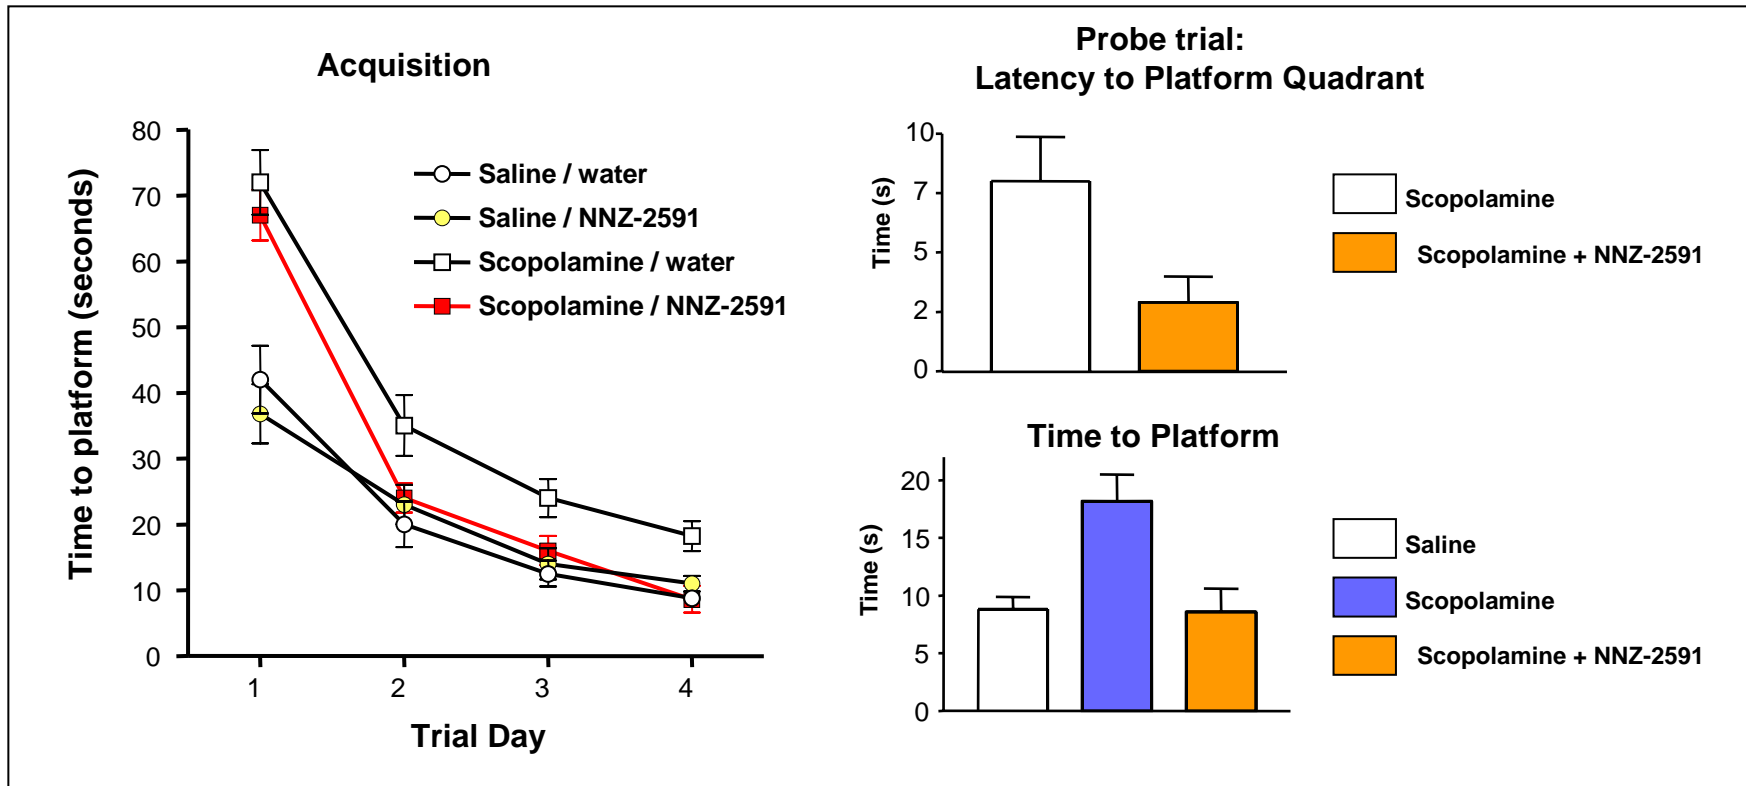 Acquisition
Time to platform (seconds)
80
70
60
50
40
30
20
10
0
1
2
3
4
Trial Day
Saline / water
Saline / NNZ-2591
Scopolamine / water
Scopolamine / NNZ-2591
Probe trial:
Latency to Platform Quadrant
Time (s)
10
7
5
2
0
Scopolamine
Scopolamine + NNZ-2591
Time to Platform
Time (s)
20
15
10
5
0
Saline
Scopolamine
Scopolamine + NNZ-2591